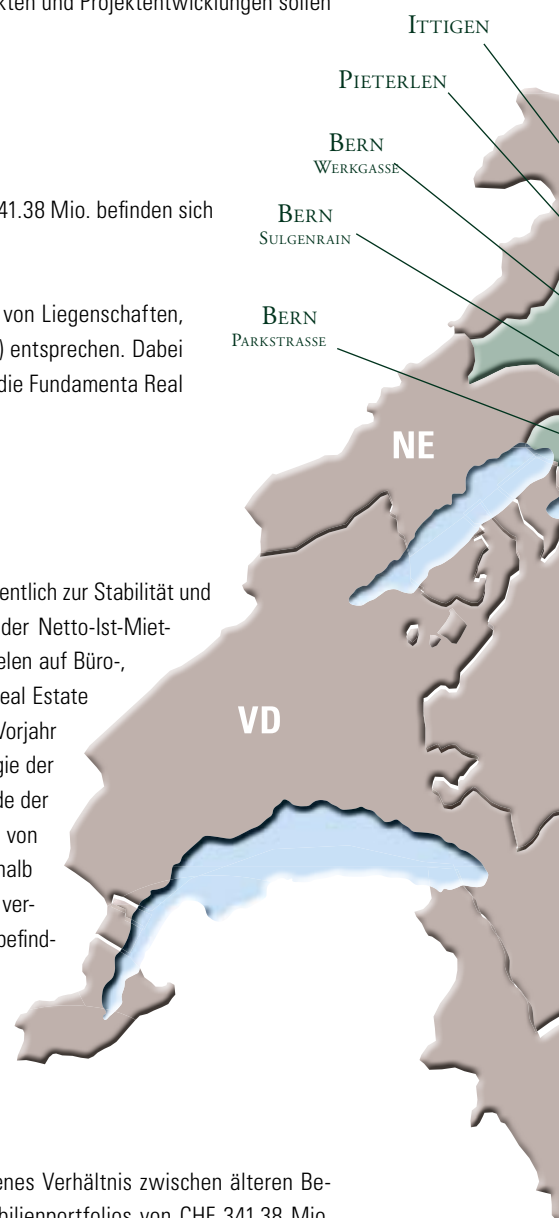 kten und Projektentwicklungen sollen
ITTIGEN
PIETERLEN
BERN
WERKGASSE
41.38 Mio. befinden sich
BERN
SULGENRAIN
von Liegenschaften,
) entsprechen. Dabei
die Fundamenta Real
BERN
PARKSTRASSE
NE
entlich zur Stabilität und
der Netto-Ist-Miet-
elen auf Büro-,
eal Estate
Vorjahr
gie der
de der
von
halb
ver-
befind-
VD
enes Verhältnis zwischen älteren Be-
bilienportfolios von CHF 341.38 Mio.